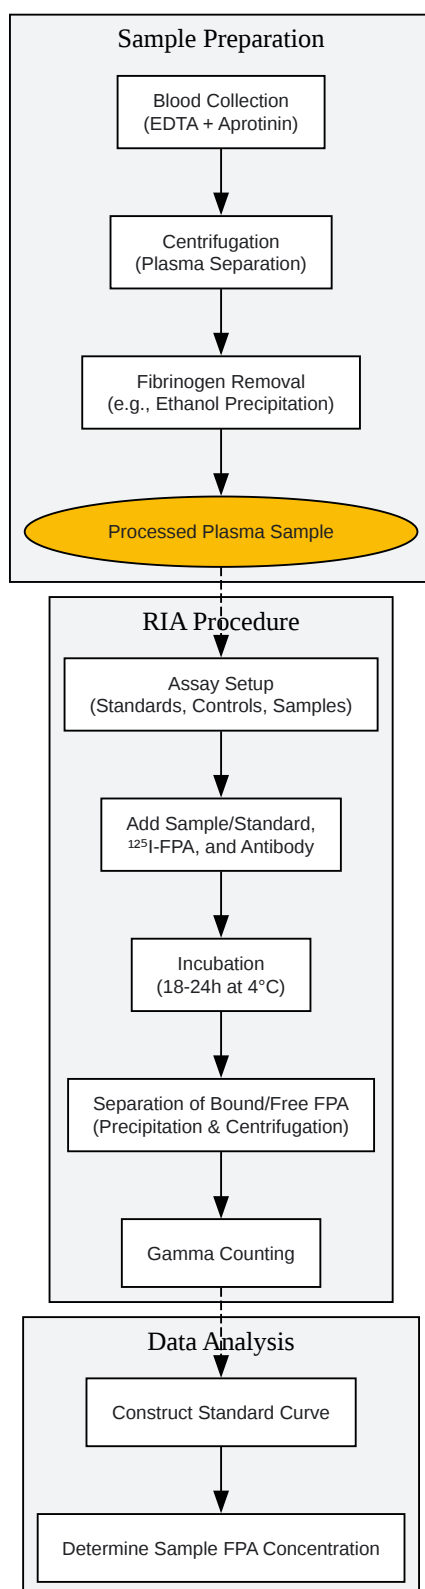 Sample Preparation
Blood Collection
(EDTA + Aprotinin)
Centrifugation
(Plasma Separation)
Fibrinogen Removal
(e.g., Ethanol Precipitation)
Processed Plasma Sample
RIA Procedure
Assay Setup
(Standards, Controls, Samples)
Add Sample/Standard,
¹²⁵I-FPA, and Antibody
Incubation
(18-24h at 4°C)
Separation of Bound/Free FPA
(Precipitation & Centrifugation)
Gamma Counting
Data Analysis
Construct Standard Curve
Determine Sample FPA Concentration